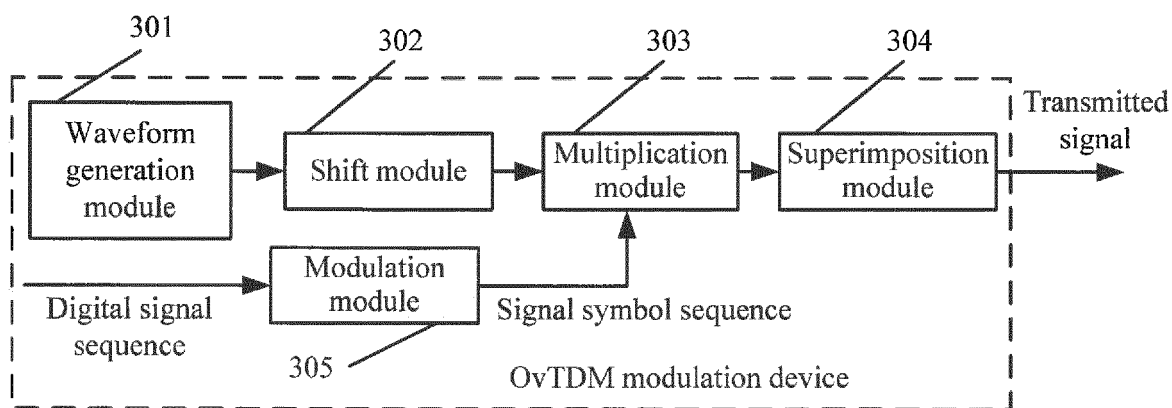 301
302
303
304
Waveform
generation
module
Shift module
Multiplication
module
Superimposition
module
Transmitted
signal
Modulation
module
Digital signal
sequence
Signal symbol sequence
305
OvTDM modulation device